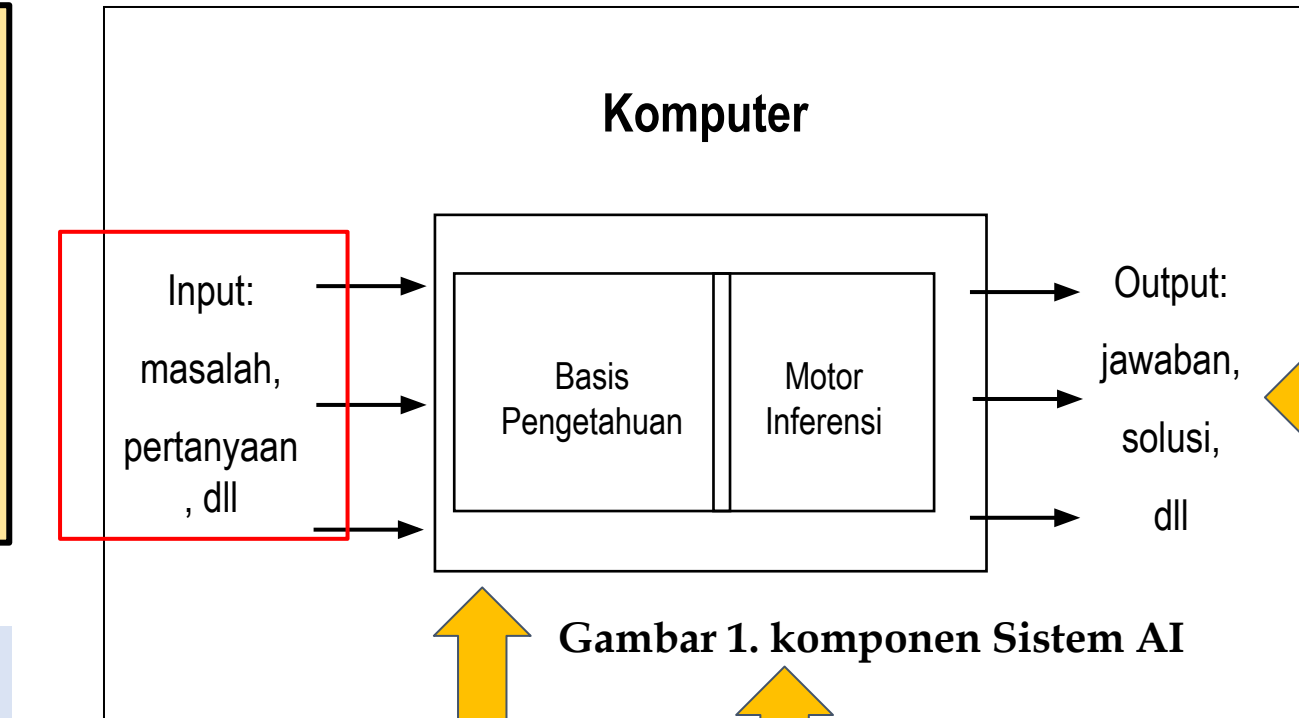 Komputer
Input:
masalah,
pertanyaan
, dll
Basis
Pengetahuan
Motor
Inferensi
Output:
jawaban,
solusi,
dll
Gambar 1. komponen Sistem AI